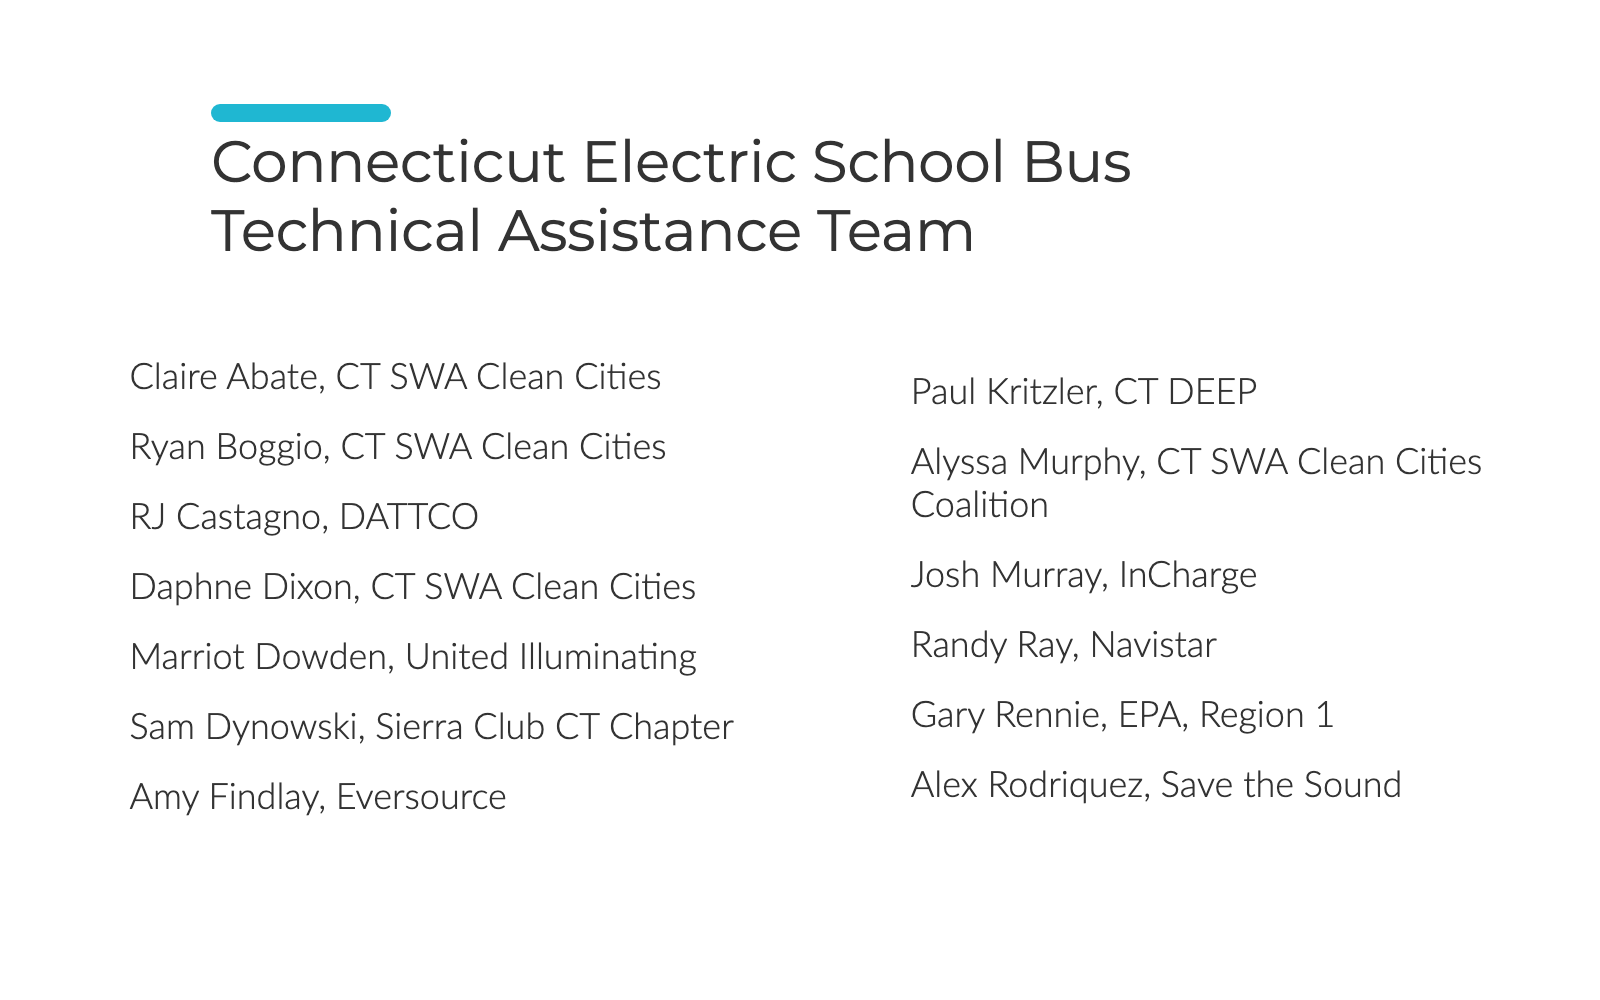 Connecticut Electric School Bus
Technical Assistance Team
Claire Abate, CT SWA Clean Cities
Ryan Boggio, CT SWA Clean Cities
RJ Castagno, DATTCO
Daphne Dixon, CT SWA Clean Cities
Marriot Dowden, United Illuminating
Sam Dynowski, Sierra Club CT Chapter
Amy Findlay, Eversource
Paul Kritzler, CT DEEP
Alyssa Murphy, CT SWA Clean Cities
Coalition
Josh Murray, InCharge
Randy Ray, Navistar
Gary Rennie, EPA, Region 1
Alex Rodriquez, Save the Sound